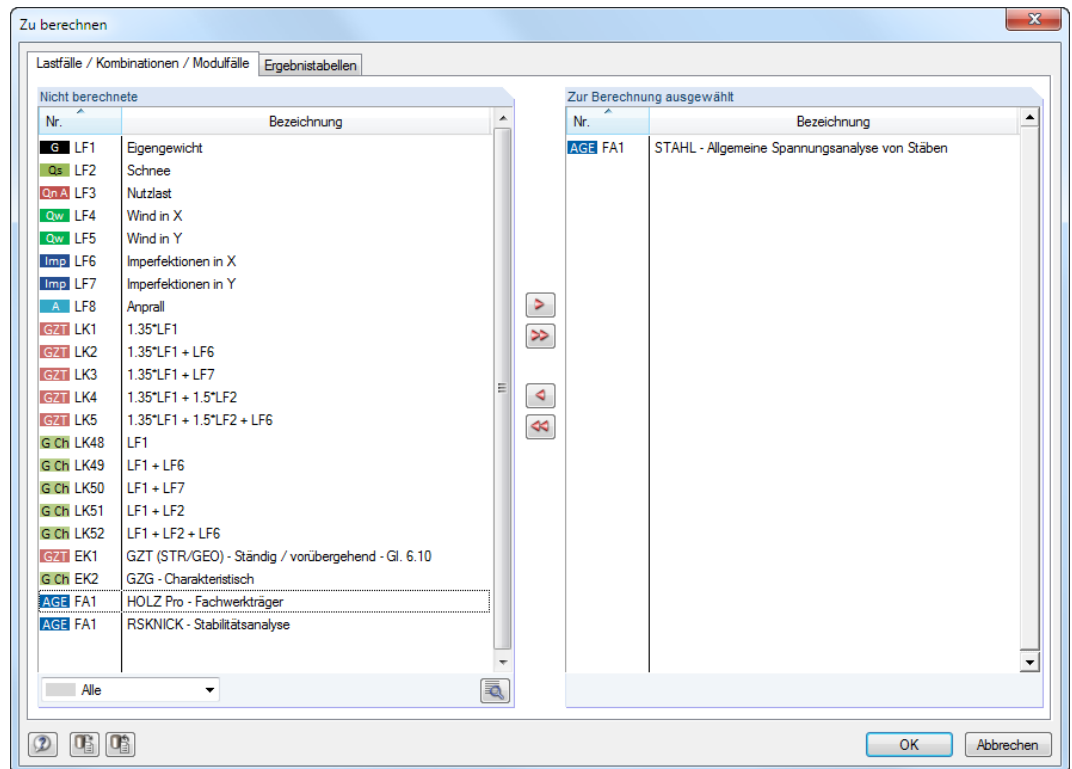 Zu berechnen
Lastfälle / Kombinationen / Modulfälle Ergebnistabellen
Nicht berechnete
Nr. Bezeichnung
G LF1 Eigengewicht
Qs LF2 Schnee
Qn A LF3 Nutzlast
Qw LF4 Wind in X
Qw LF5 Wind in Y
Imp LF6 Imperfektionen in X
Imp LF7 Imperfektionen in Y
A LF8 Anprall
GZT LK1 1.35*LF1
GZT LK2 1.35*LF1 + LF6
GZT LK3 1.35*LF1 + LF7
GZT LK4 1.35*LF1 + 1.5*LF2
GZT LK5 1.35*LF1 + 1.5*LF2 + LF6
G Ch LK48 LF1
G Ch LK49 LF1 + LF6
G Ch LK50 LF1 + LF7
G Ch LK51 LF1 + LF2
G Ch LK52 LF1 + LF2 + LF6
GZT EK1 GZT (STR/GEO) - Ständig / vorübergehend - Gl. 6.10
G Ch EK2 GZG - Charakteristisch
AGE FA1 HOLZ Pro - Fachwerkträger
AGE FA1 RSKNICK - Stabilitätsanalyse
Alle
Zur Berechnung ausgewählt
Nr. Bezeichnung
AGE FA1 STAHL - Allgemeine Spannungsanalyse von Stäben
OK Abbrechen